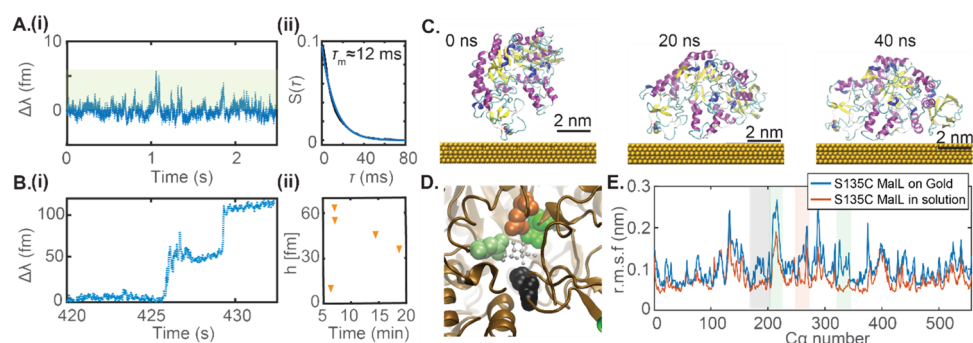 A.(i)
Δλ (fm)
10
0
0
1
2
Time (s)
(ii)
0.1
τm≈12 ms
S(τ)
0
0
40
80
τ (ms)
B.(i)
Δλ (fm)
100
50
0
420
425
430
Time (s)
(ii)
h [fm]
60
30
0
5
10
15
20
Time (min)
C.
0 ns
2 nm
20 ns
2 nm
40 ns
2 nm
D.
E.
S135C MalL on Gold
S135C MalL in solution
r.m.s.f (nm)
0.3
0.2
0.1
0
0
100
200
300
400
500
Cα number